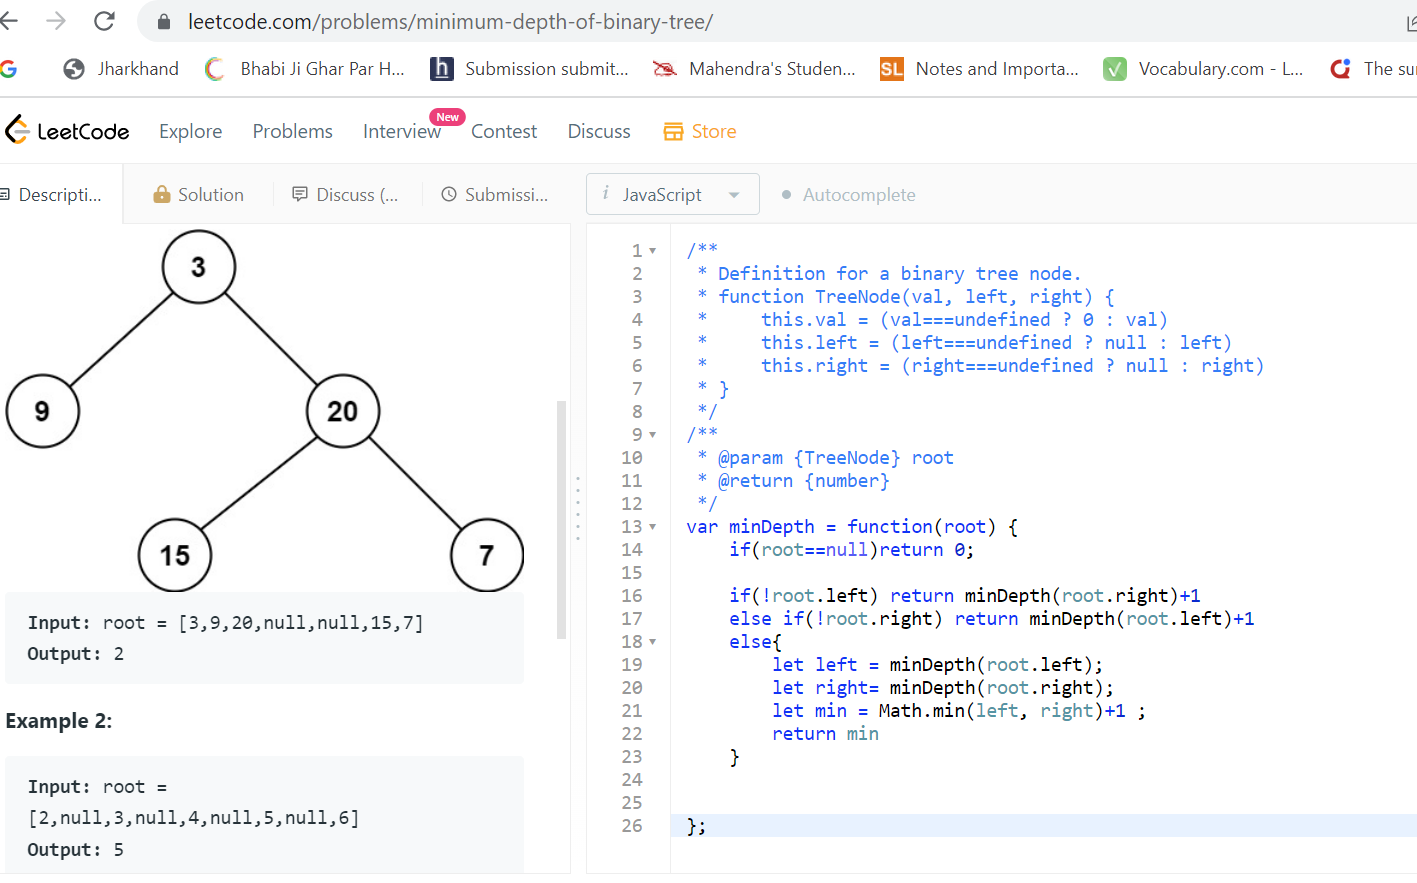 leetcode.com/problems/minimum-depth-of-binary-tree/
Jharkhand
Bhabi Ji Ghar Par H...
h
Submission submit...
Mahendra's Studen...
SL
Notes and Importa...
Vocabulary.com - L...
The su
LeetCode
Explore
Problems
Interview
New
Contest
Discuss
Store
Descripti...
Solution
Discuss (...
Submissi...
i
JavaScript
Autocomplete
3
9
20
15
7
Input: root = [3,9,20,null,null,15,7]
Output: 2
Example 2:
Input: root =
[2,null,3,null,4,null,5,null,6]
Output: 5
1 /**
2 * Definition for a binary tree node.
3 * function TreeNode(val, left, right) {
4 *     this.val = (val===undefined ? 0 : val)
5 *     this.left = (left===undefined ? null : left)
6 *     this.right = (right===undefined ? null : right)
7 * }
8 */
9 /**
10 * @param {TreeNode} root
11 * @return {number}
12 */
13 var minDepth = function(root) {
14     if(root==null)return 0;
15
16     if(!root.left) return minDepth(root.right)+1
17     else if(!root.right) return minDepth(root.left)+1
18     else{
19         let left = minDepth(root.left);
20         let right= minDepth(root.right);
21         let min = Math.min(left, right)+1 ;
22         return min
23     }
24
25
26 };